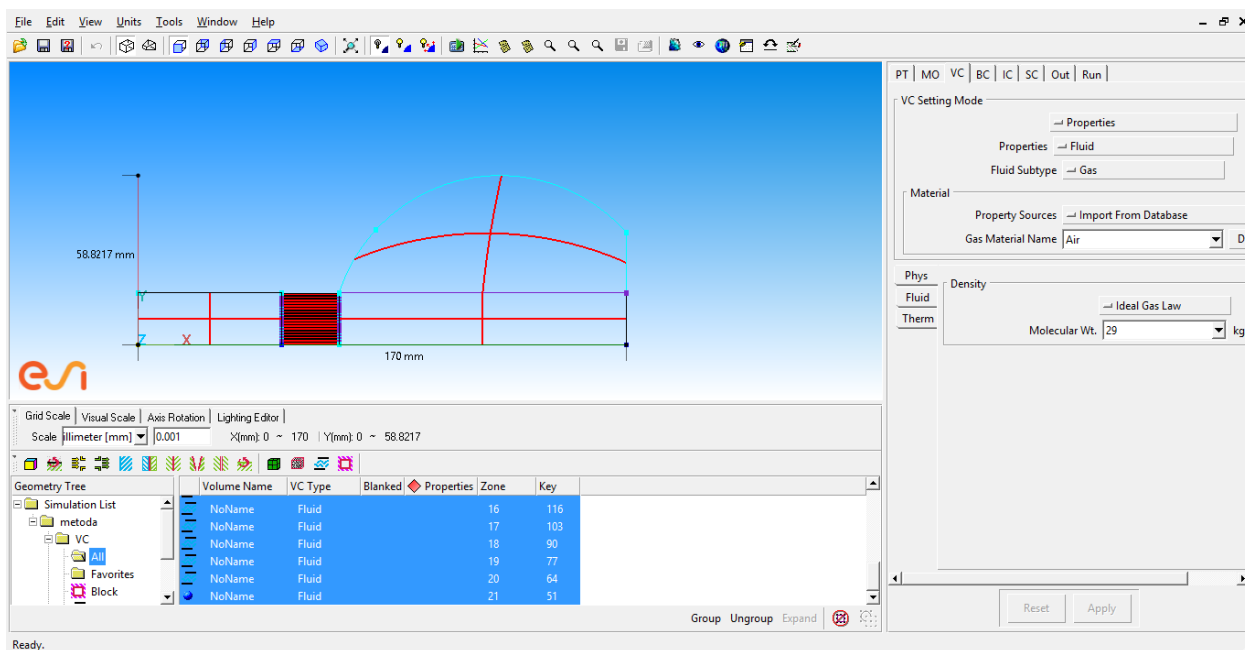 File Edit View Units Tools Window Help
PT MO VC BC IC SC Out Run
VC Setting Mode
Properties
Properties Fluid
Fluid Subtype Gas
Material
Property Sources Import From Database
Gas Material Name Air D
Phys
Fluid
Therm
Density
Ideal Gas Law
Molecular Wt. 29 kg
Reset Apply
58.8217 mm
Y
Z X
170 mm
esi
Grid Scale Visual Scale Axis Rotation Lighting Editor
Scale illimeter [mm] 0.001 X(mm): 0 ~ 170 | Y(mm): 0 ~ 58.8217
Geometry Tree
Simulation List
metoda
VC
All
Favorites
Block
Volume Name VC Type Blanked Properties Zone Key
NoName Fluid 16 116
NoName Fluid 17 103
NoName Fluid 18 90
NoName Fluid 19 77
NoName Fluid 20 64
NoName Fluid 21 51
Group Ungroup Expand
Ready.